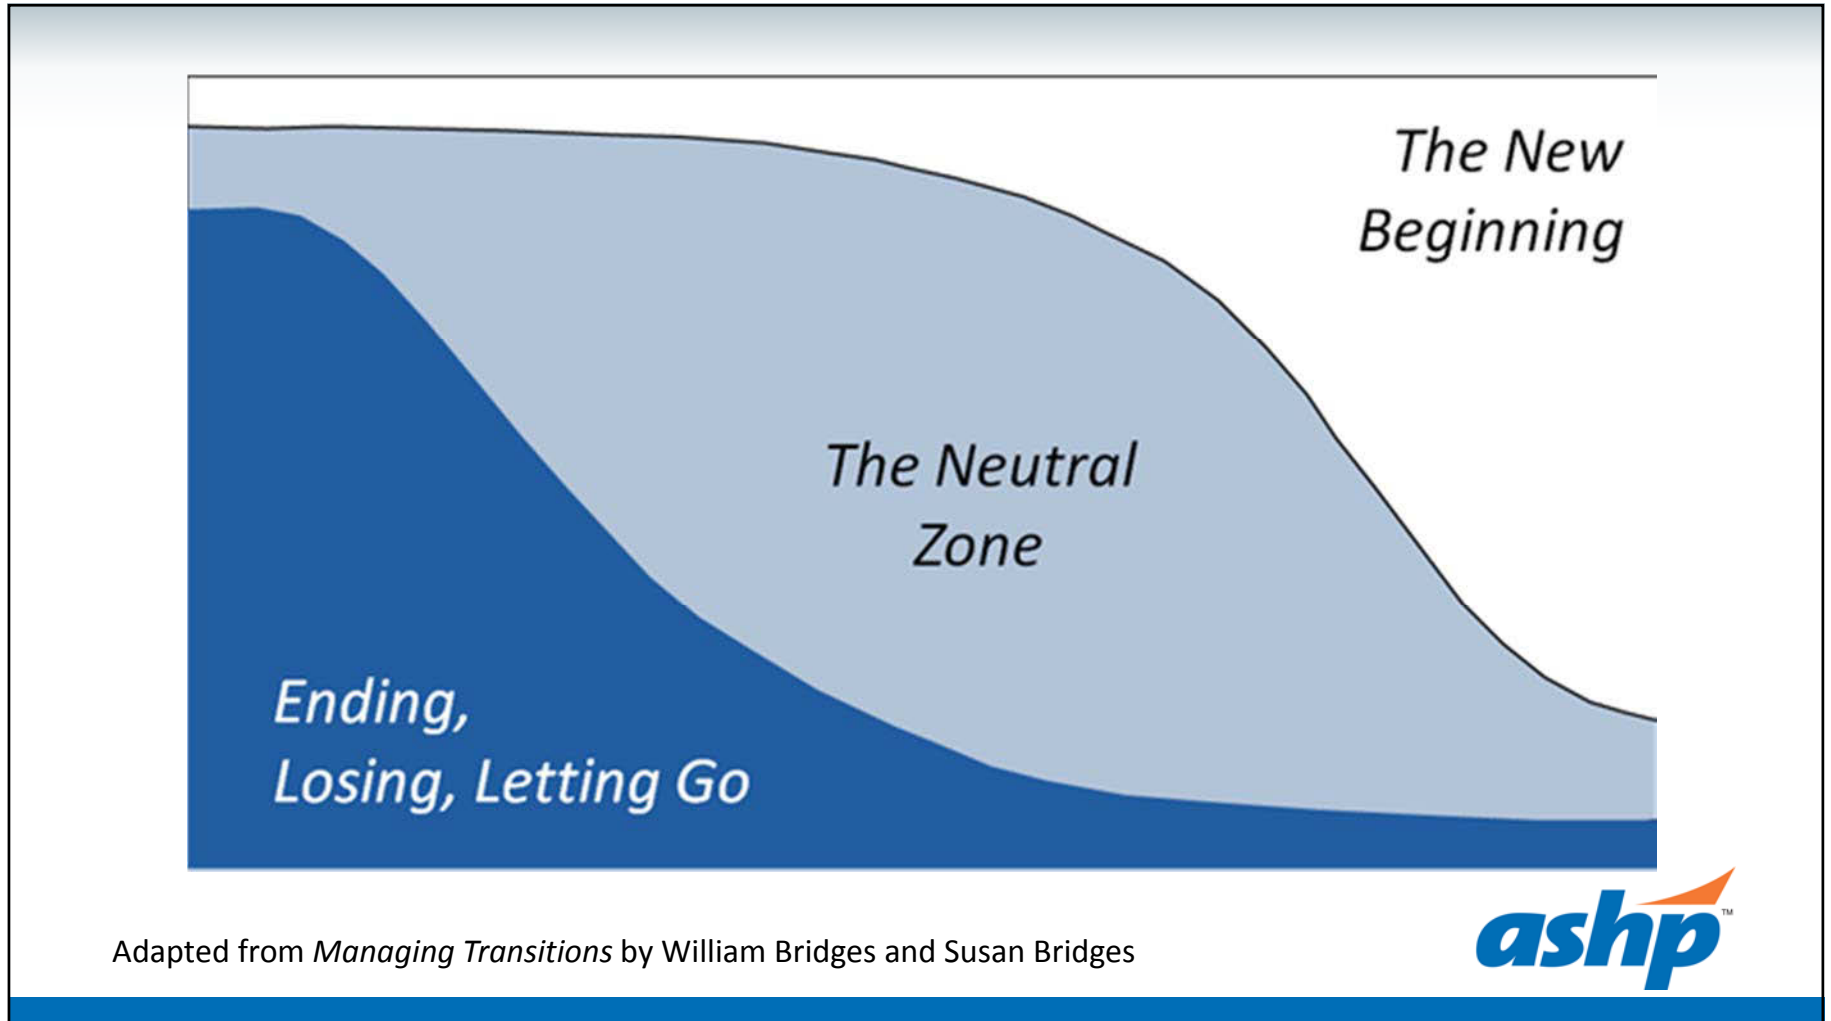 The New
Beginning
The Neutral
Zone
Ending,
Losing, Letting Go
Adapted from Managing Transitions by William Bridges and Susan Bridges
ashp™